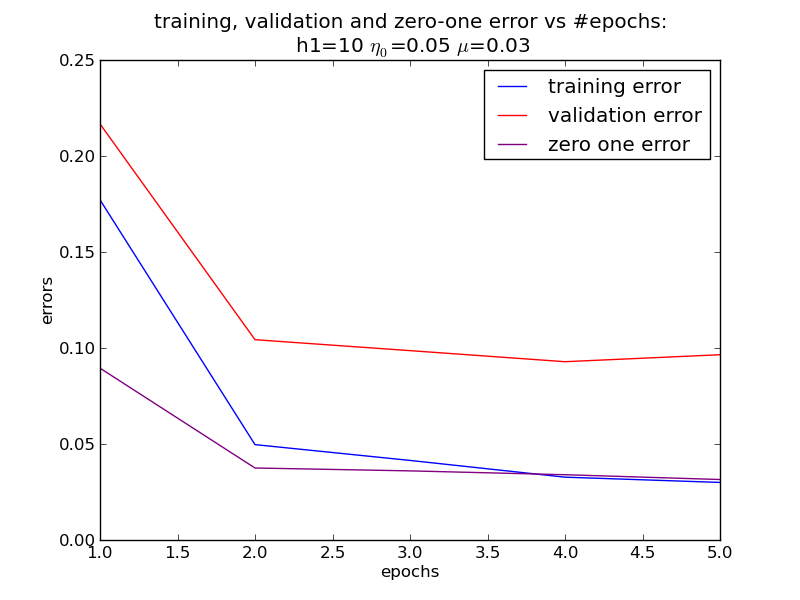 training, validation and zero-one error vs #epochs:
h1=10 η₀=0.05 μ=0.03
training error
validation error
zero one error
0.25
0.20
0.15
0.10
0.05
0.00
errors
1.0 1.5 2.0 2.5 3.0 3.5 4.0 4.5 5.0
epochs